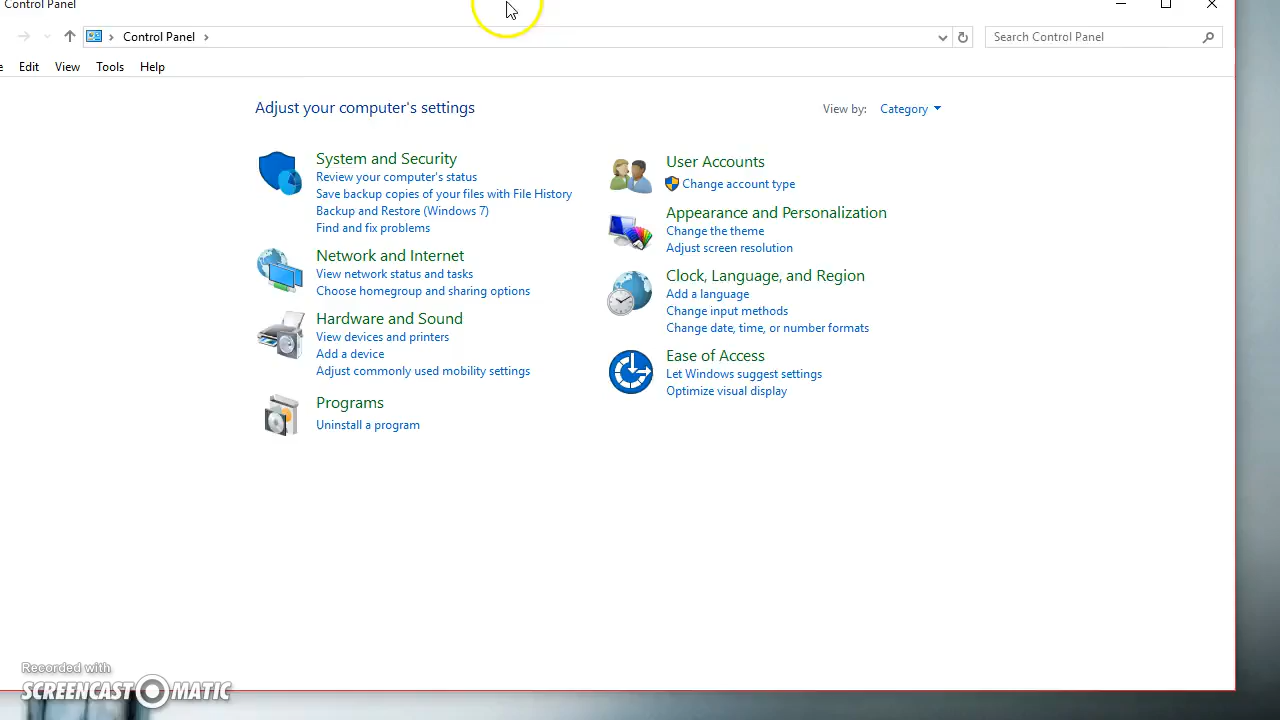 Control Panel
Control Panel
Search Control Panel
e Edit View Tools Help
Adjust your computer's settings
View by: Category
System and Security
Review your computer's status
Save backup copies of your files with File History
Backup and Restore (Windows 7)
Find and fix problems
Network and Internet
View network status and tasks
Choose homegroup and sharing options
Hardware and Sound
View devices and printers
Add a device
Adjust commonly used mobility settings
Programs
Uninstall a program
User Accounts
Change account type
Appearance and Personalization
Change the theme
Adjust screen resolution
Clock, Language, and Region
Add a language
Change input methods
Change date, time, or number formats
Ease of Access
Let Windows suggest settings
Optimize visual display
Recorded with
SCREENCAST-O-MATIC